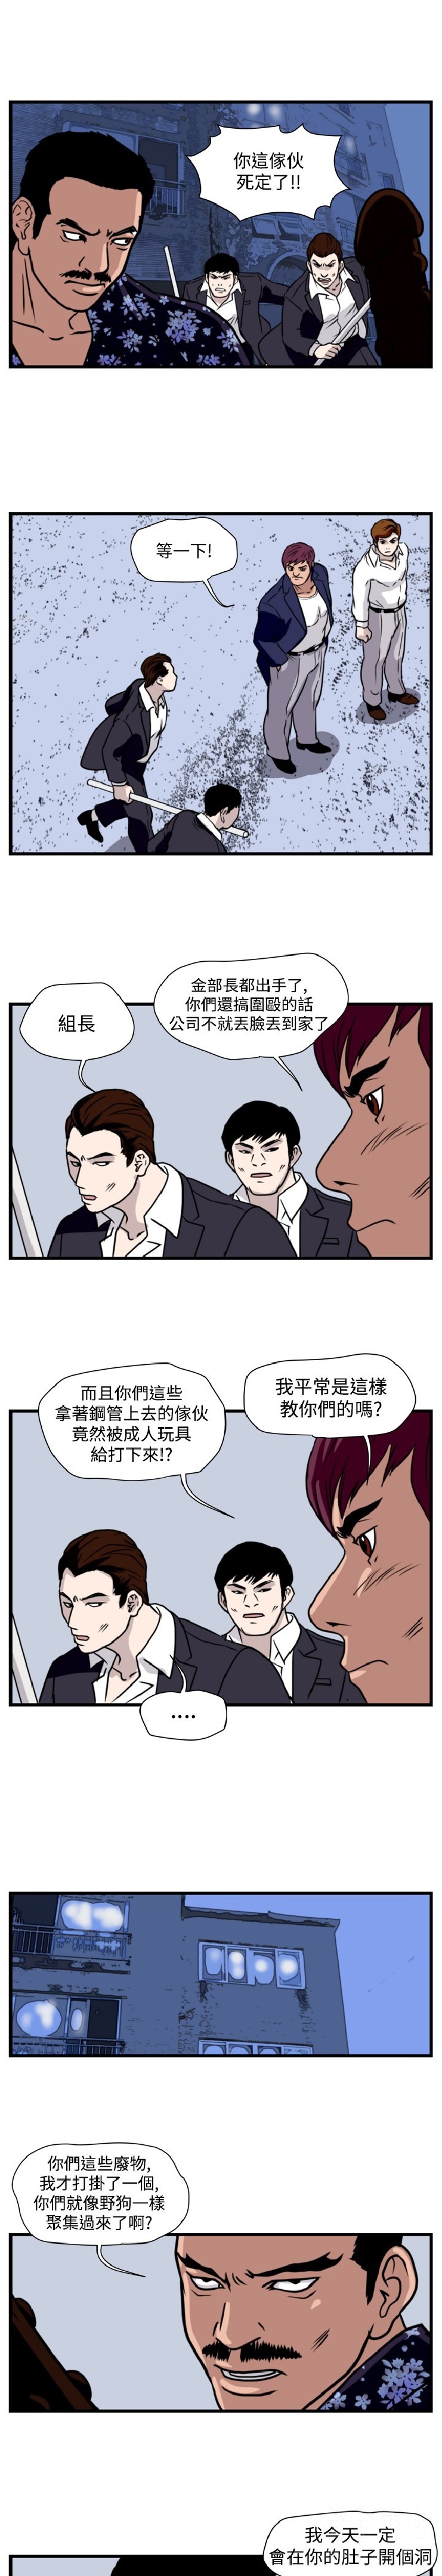 你這傢伙
死定了!!
等一下!
組長
金部長都出手了,
你們還搞圍毆的話
公司不就丟臉丟到家了
我平常是這樣
教你們的嗎?
而且你們這些
拿著鋼管上去的傢伙
竟然被成人玩具
給打下來!?
....
你們這些廢物,
我才打掛了一個,
你們就像野狗一樣
聚集過來了啊?
我今天一定
會在你的肚子開個洞